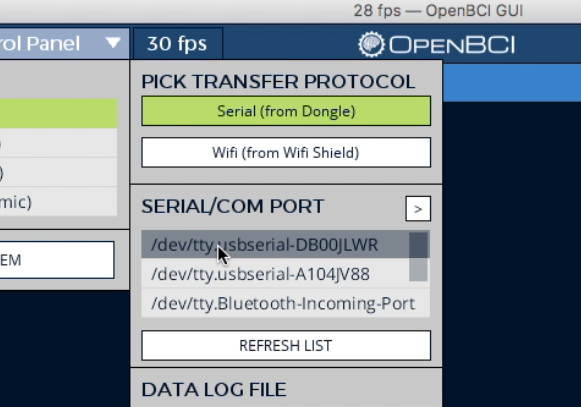 28 fps — OpenBCI GUI
rol Panel ▼ 30 fps OPENBCI
PICK TRANSFER PROTOCOL
Serial (from Dongle)
Wifi (from Wifi Shield)
)
)
mic)
SERIAL/COM PORT >
/dev/tty.usbserial-DB00JLWR
/dev/tty.usbserial-A104JV88
/dev/tty.Bluetooth-Incoming-Port
EM
REFRESH LIST
DATA LOG FILE